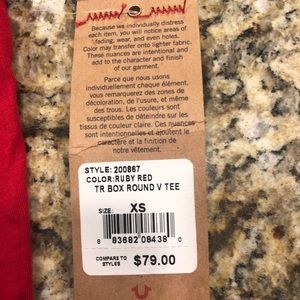 Because we individually distress
each item, you will notice areas of
fading, wear, and even holes.
Color may transfer onto lighter fabric.
These nuances are intentional and
add to the character and finish
of our garment.
Parce que nous usons
individuellement chaque élément,
vous remarquerez des zones de
décoloration, de l'usure, et même
des trous. Les couleurs sont
susceptibles de déteindre sur les
tissus de couleur claire. Ces nuances
sont intentionnelles et ajoutent le
caractère et la finition de
notre vêtement.
STYLE: 200867
COLOR:RUBY RED
TR BOX ROUND V TEE
SIZE: XS
8 83682 08438 0
COMPARE TO
STYLES $79.00